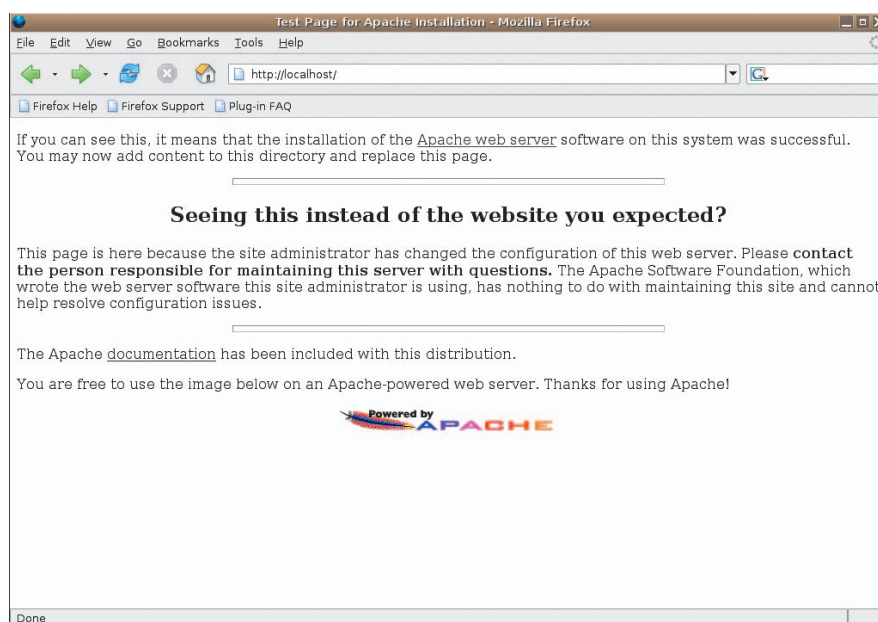 Test Page for Apache Installation - Mozilla Firefox
File Edit View Go Bookmarks Tools Help
http://localhost/
G
Firefox Help Firefox Support Plug-in FAQ
If you can see this, it means that the installation of the Apache web server software on this system was successful.
You may now add content to this directory and replace this page.
Seeing this instead of the website you expected?
This page is here because the site administrator has changed the configuration of this web server. Please contact
the person responsible for maintaining this server with questions. The Apache Software Foundation, which
wrote the web server software this site administrator is using, has nothing to do with maintaining this site and cannot
help resolve configuration issues.
The Apache documentation has been included with this distribution.
You are free to use the image below on an Apache-powered web server. Thanks for using Apache!
Powered by
APACHE
Done